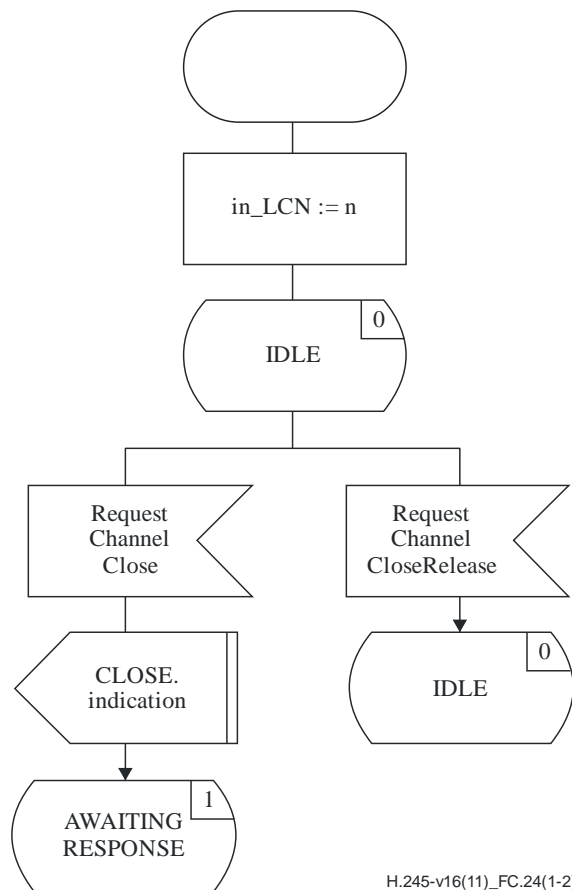 in_LCN := n
0
IDLE
Request
Channel
Close
Request
Channel
CloseRelease
CLOSE.
indication
0
IDLE
1
AWAITING
RESPONSE
H.245-v16(11)_FC.24(1-2)